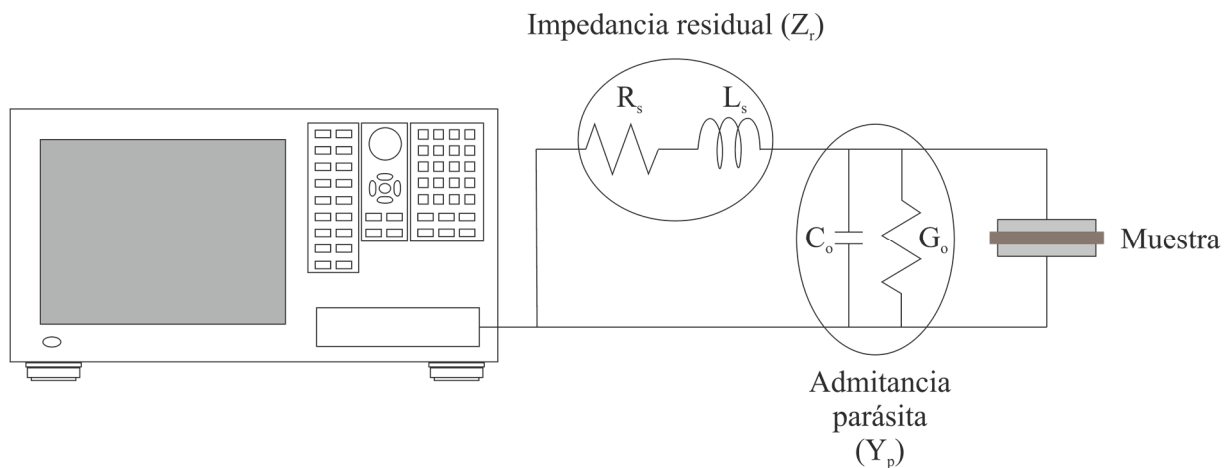 Impedancia residual (Zr)
Rs
Ls
Co
Go
Muestra
Admitancia
parásita
(Yp)